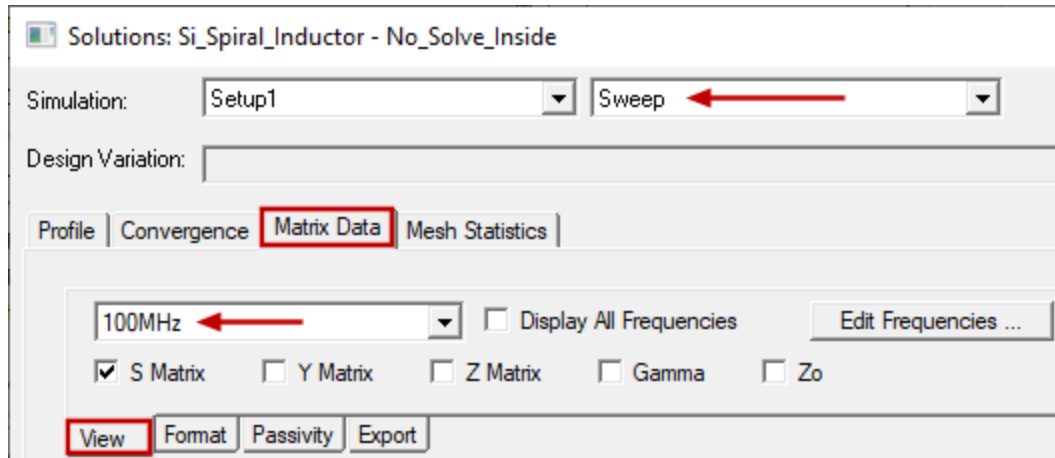 Solutions: Si_Spiral_Inductor - No_Solve_Inside
Simulation: Setup1 Sweep
Design Variation:
Profile Convergence Matrix Data Mesh Statistics
100MHz Display All Frequencies Edit Frequencies ...
S Matrix Y Matrix Z Matrix Gamma Zo
View Format Passivity Export